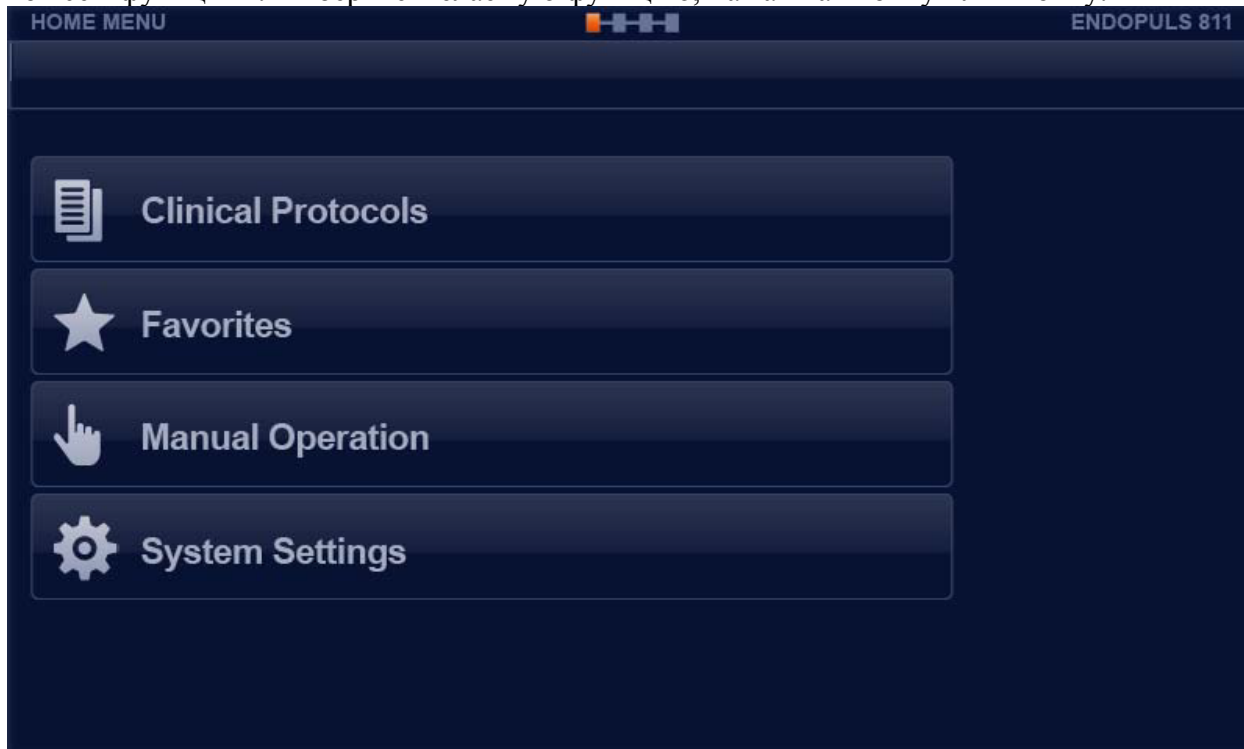 HOME MENU
ENDOPULS 811
Clinical Protocols
Favorites
Manual Operation
System Settings